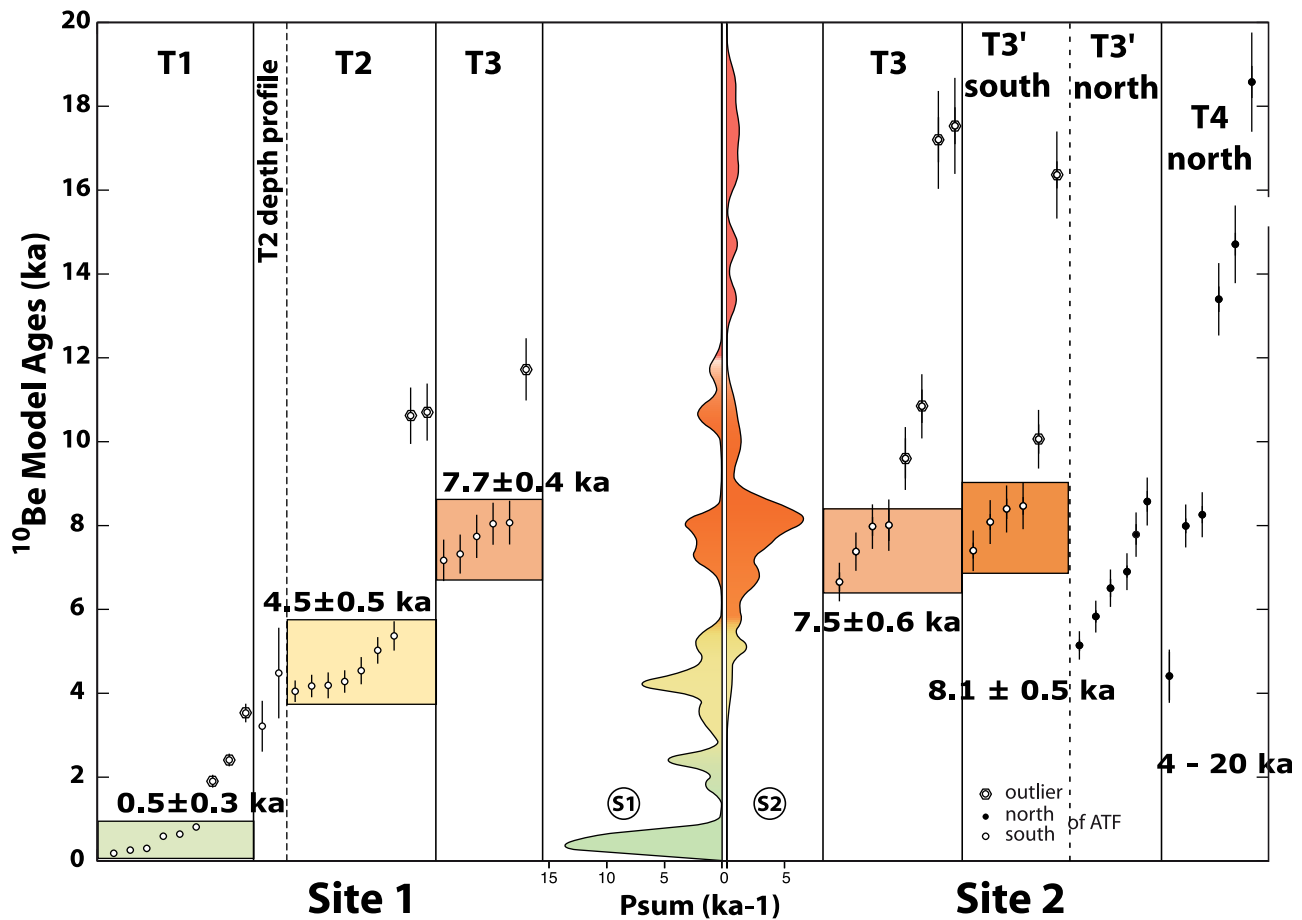 20
18
16
14
12
10
8
6
4
2
0
10Be Model Ages (ka)
T1
T2 depth profile
T2
T3
T3
T3'
south
T3'
north
T4
north
7.7±0.4 ka
4.5±0.5 ka
0.5±0.3 ka
7.5±0.6 ka
8.1 ± 0.5 ka
4 - 20 ka
S1
S2
outlier
north
south
of ATF
15
10
5
0
5
Site 1
Psum (ka-1)
Site 2